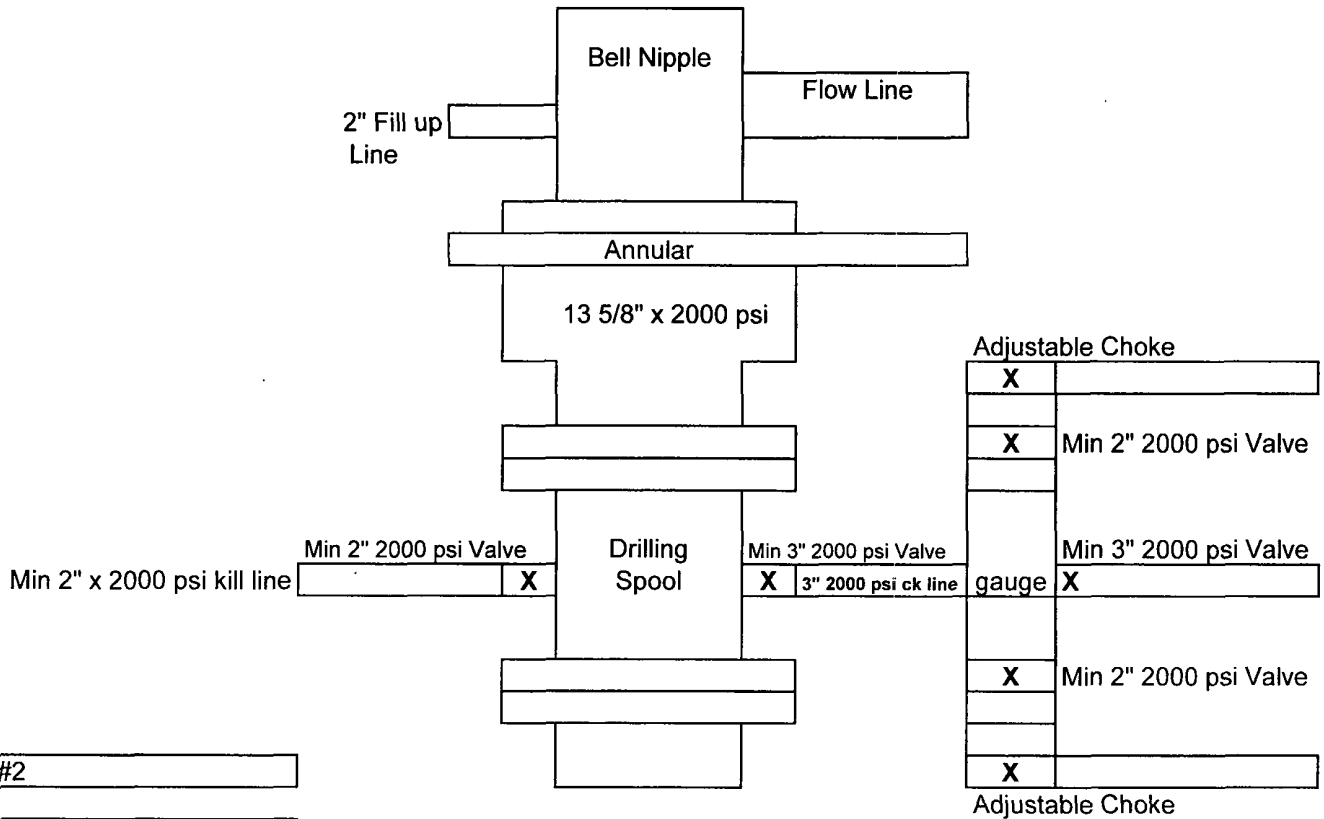 Bell Nipple
Flow Line
2" Fill up
Line
Annular
13 5/8" x 2000 psi
Adjustable Choke
X
X Min 2" 2000 psi Valve
Min 2" 2000 psi Valve
Drilling
Spool
Min 3" 2000 psi Valve
Min 3" 2000 psi Valve
Min 2" x 2000 psi kill line
X
X
3" 2000 psi ck line
gauge
X
X Min 2" 2000 psi Valve
#2
X
Adjustable Choke